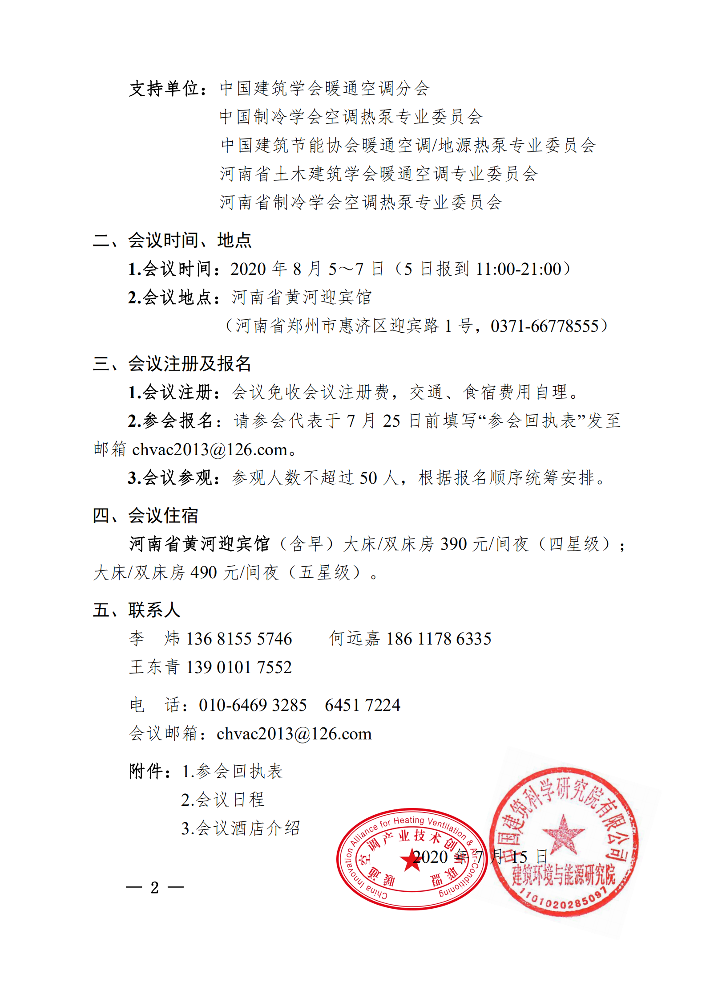 支持单位：中国建筑学会暖通空调分会
中国制冷学会空调热泵专业委员会
中国建筑节能协会暖通空调/地源热泵专业委员会
河南省土木建筑学会暖通空调专业委员会
河南省制冷学会空调热泵专业委员会
二、会议时间、地点
1.会议时间：2020 年 8 月 5～7 日（5 日报到 11:00-21:00）
2.会议地点：河南省黄河迎宾馆
（河南省郑州市惠济区迎宾路 1 号，0371-66778555）
三、会议注册及报名
1.会议注册：会议免收会议注册费，交通、食宿费用自理。
2.参会报名：请参会代表于 7 月 25 日前填写“参会回执表”发至
邮箱 chvac2013@126.com。
3.会议参观：参观人数不超过 50 人，根据报名顺序统筹安排。
四、会议住宿
河南省黄河迎宾馆（含早）大床/双床房 390 元/间夜（四星级）；
大床/双床房 490 元/间夜（五星级）。
五、联系人
李　炜 136 8155 5746　　何远嘉 186 1178 6335
王东青 139 0101 7552
电　话：010-6469 3285　6451 7224
会议邮箱：chvac2013@126.com
附件：1.参会回执表
2.会议日程
3.会议酒店介绍
China Innovation Alliance for Heating Ventilation & Air-Conditioning
暖通空调产业技术创新联盟
2020 年 7 月 15 日
中国建筑科学研究院有限公司
建筑环境与能源研究院
1101020285097
— 2 —